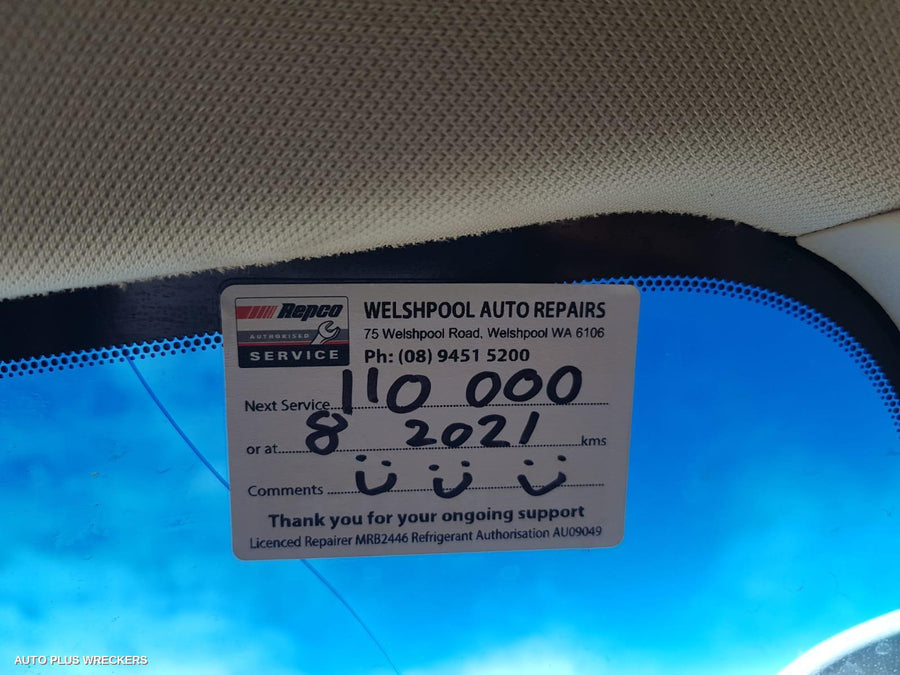 Repco
AUTHORISED
SERVICE
WELSHPOOL AUTO REPAIRS
75 Welshpool Road, Welshpool WA 6106
Ph: (08) 9451 5200
Next Service 110 000
or at 8 2021 kms
Comments Ü Ü Ü
Thank you for your ongoing support
Licenced Repairer MRB2446 Refrigerant Authorisation AU09049
AUTO PLUS WRECKERS